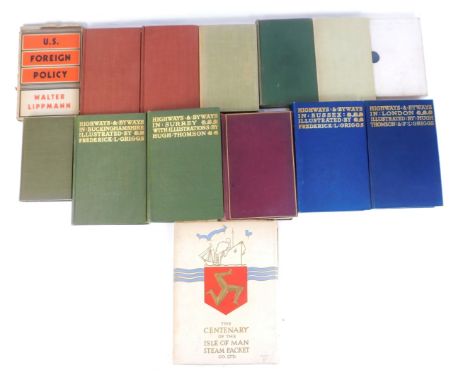 U.S.
FOREIGN
POLICY
WALTER
LIPPMANN
HIGHWAYS & BYWAYS
IN BUCKINGHAMSHIRE
ILLUSTRATED BY
FREDERICK L GRIGGS
HIGHWAYS & BYWAYS
IN SURREY
WITH ILLUSTRATIONS BY
HUGH THOMSON
HIGHWAYS & BYWAYS
IN SUSSEX
ILLUSTRATED BY
FREDERICK L GRIGGS
HIGHWAYS & BYWAYS
IN LONDON
ILLUSTRATED BY HUGH
THOMSON & F L GRIGGS
THE
CENTENARY
OF THE
ISLE OF MAN
STEAM PACKET
CO. LTD.